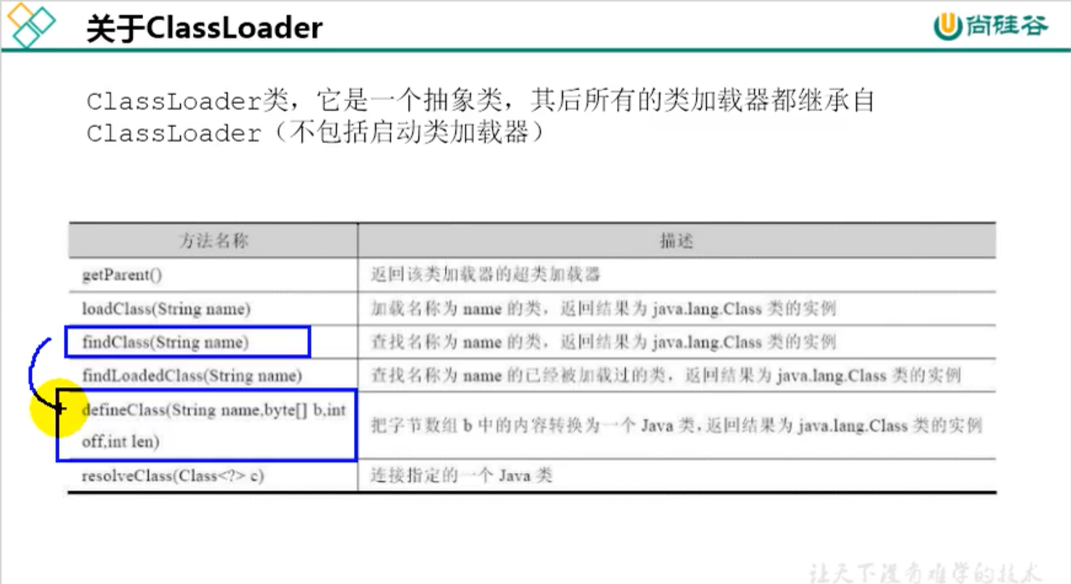 关于ClassLoader
尚硅谷
ClassLoader类，它是一个抽象类，其后所有的类加载器都继承自
ClassLoader（不包括启动类加载器）
方法名称 描述
getParent() 返回该类加载器的超类加载器
loadClass(String name) 加载名称为 name 的类，返回结果为 java.lang.Class 类的实例
findClass(String name) 查找名称为 name 的类，返回结果为 java.lang.Class 类的实例
findLoadedClass(String name) 查找名称为 name 的已经被加载过的类，返回结果为 java.lang.Class 类的实例
defineClass(String name,byte[] b,int
off,int len) 把字节数组 b 中的内容转换为一个 Java 类,返回结果为 java.lang.Class 类的实例
resolveClass(Class<?> c) 连接指定的一个 Java 类
让天下没有难学的技术